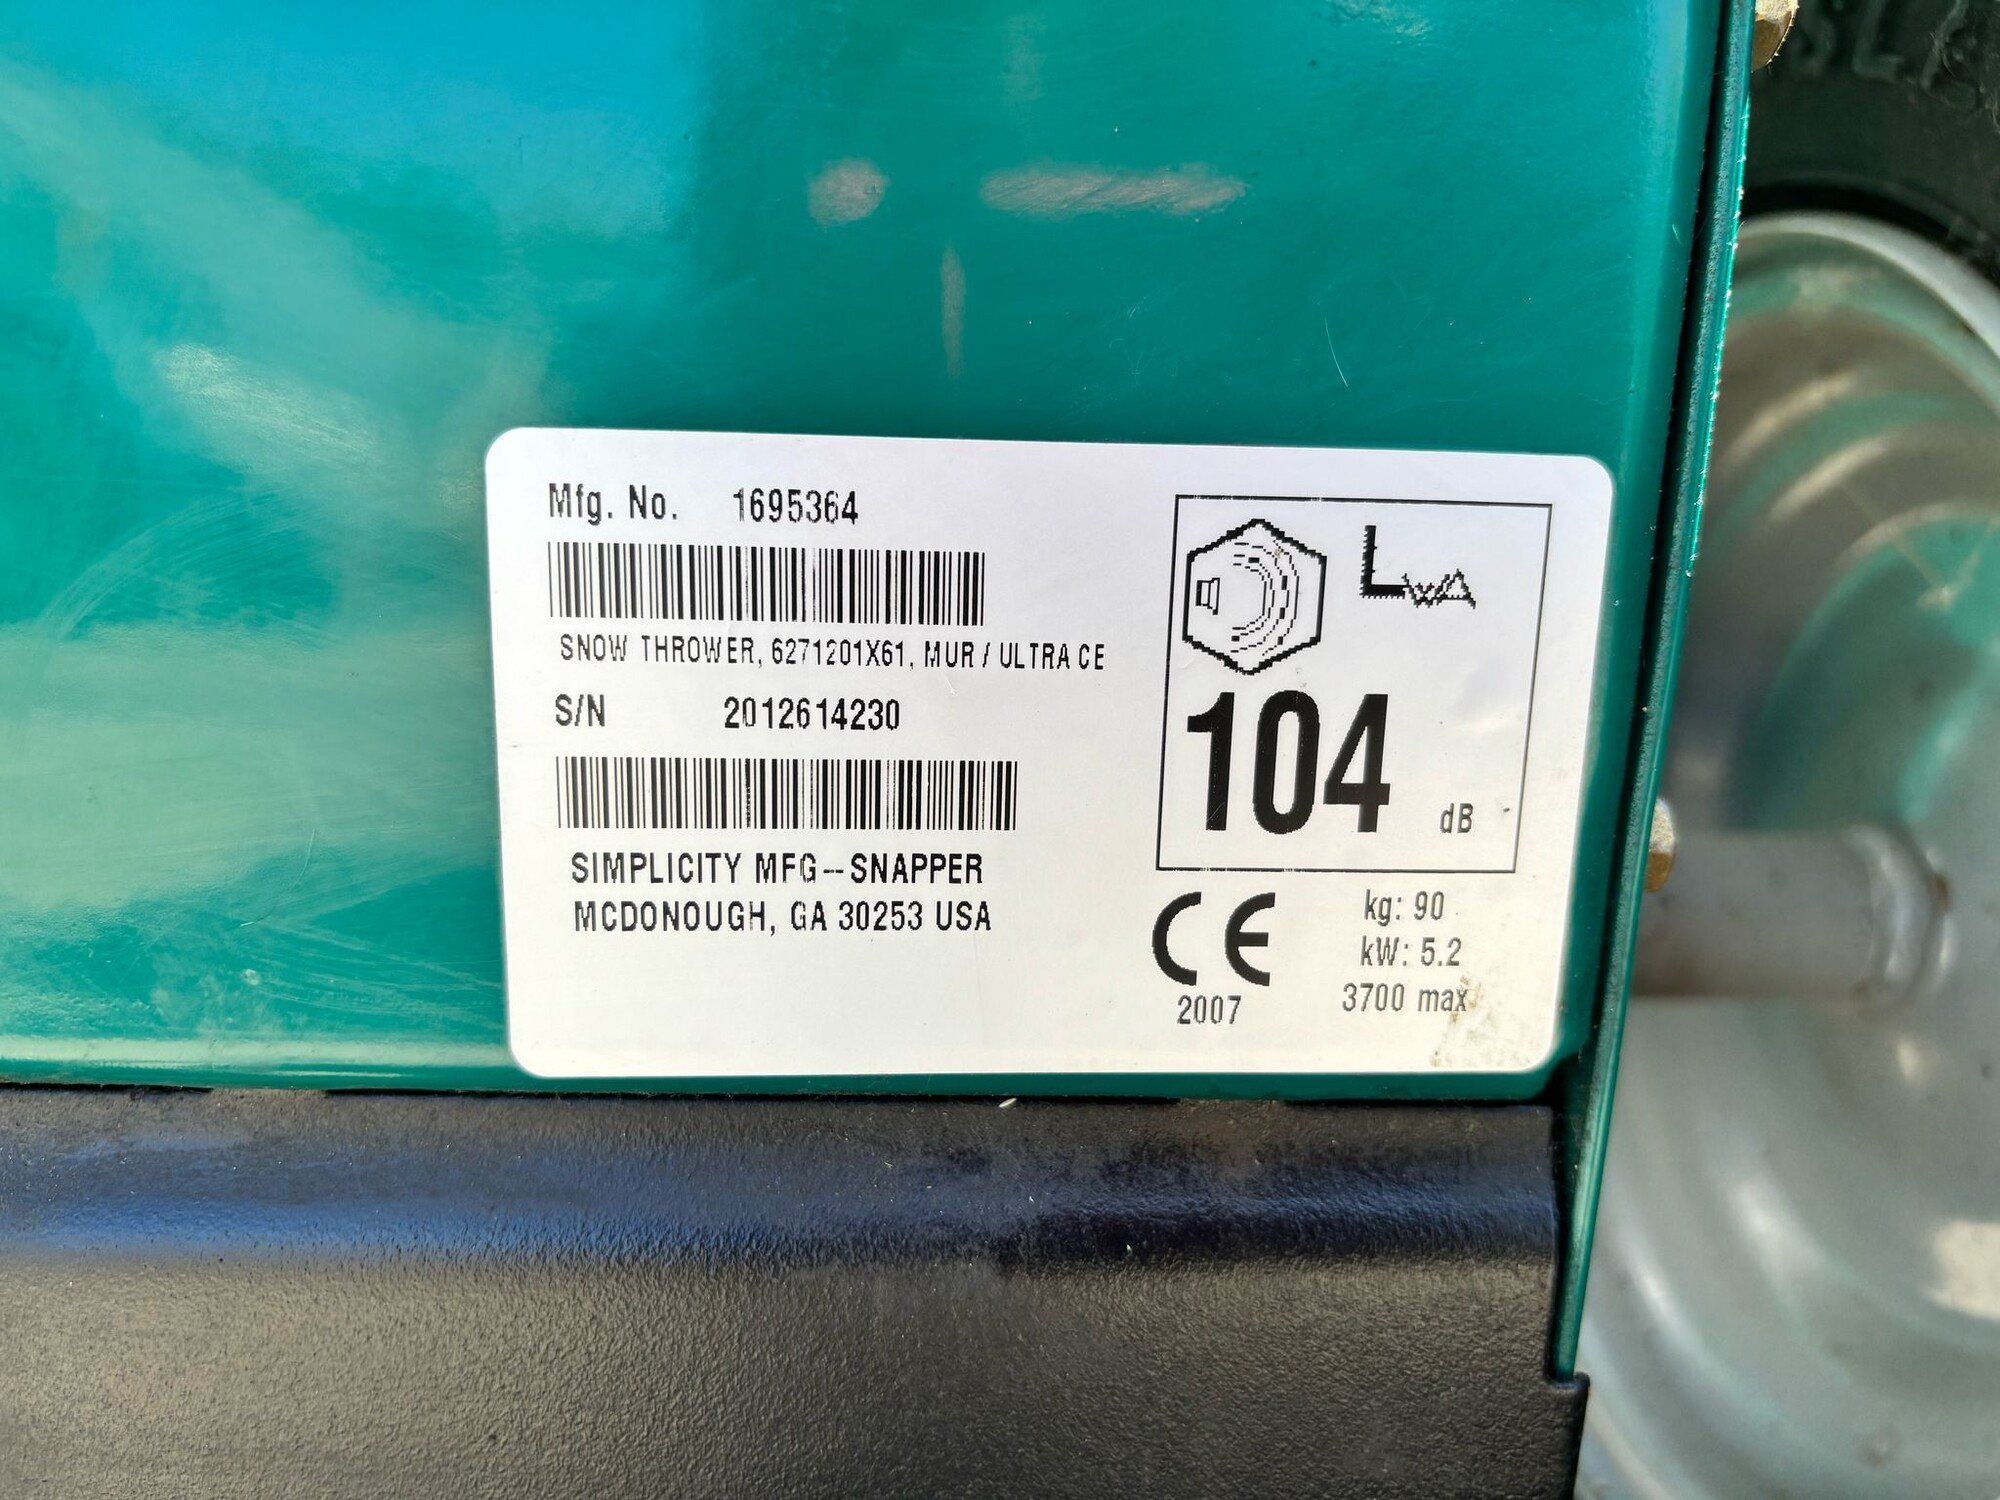 Mfg. No. 1695364
SNOW THROWER, 6271201X61, MUR / ULTRA CE
S/N 2012614230
SIMPLICITY MFG--SNAPPER
MCDONOUGH, GA 30253 USA
LWA
104 dB
CE
2007
kg: 90
kW: 5.2
3700 max